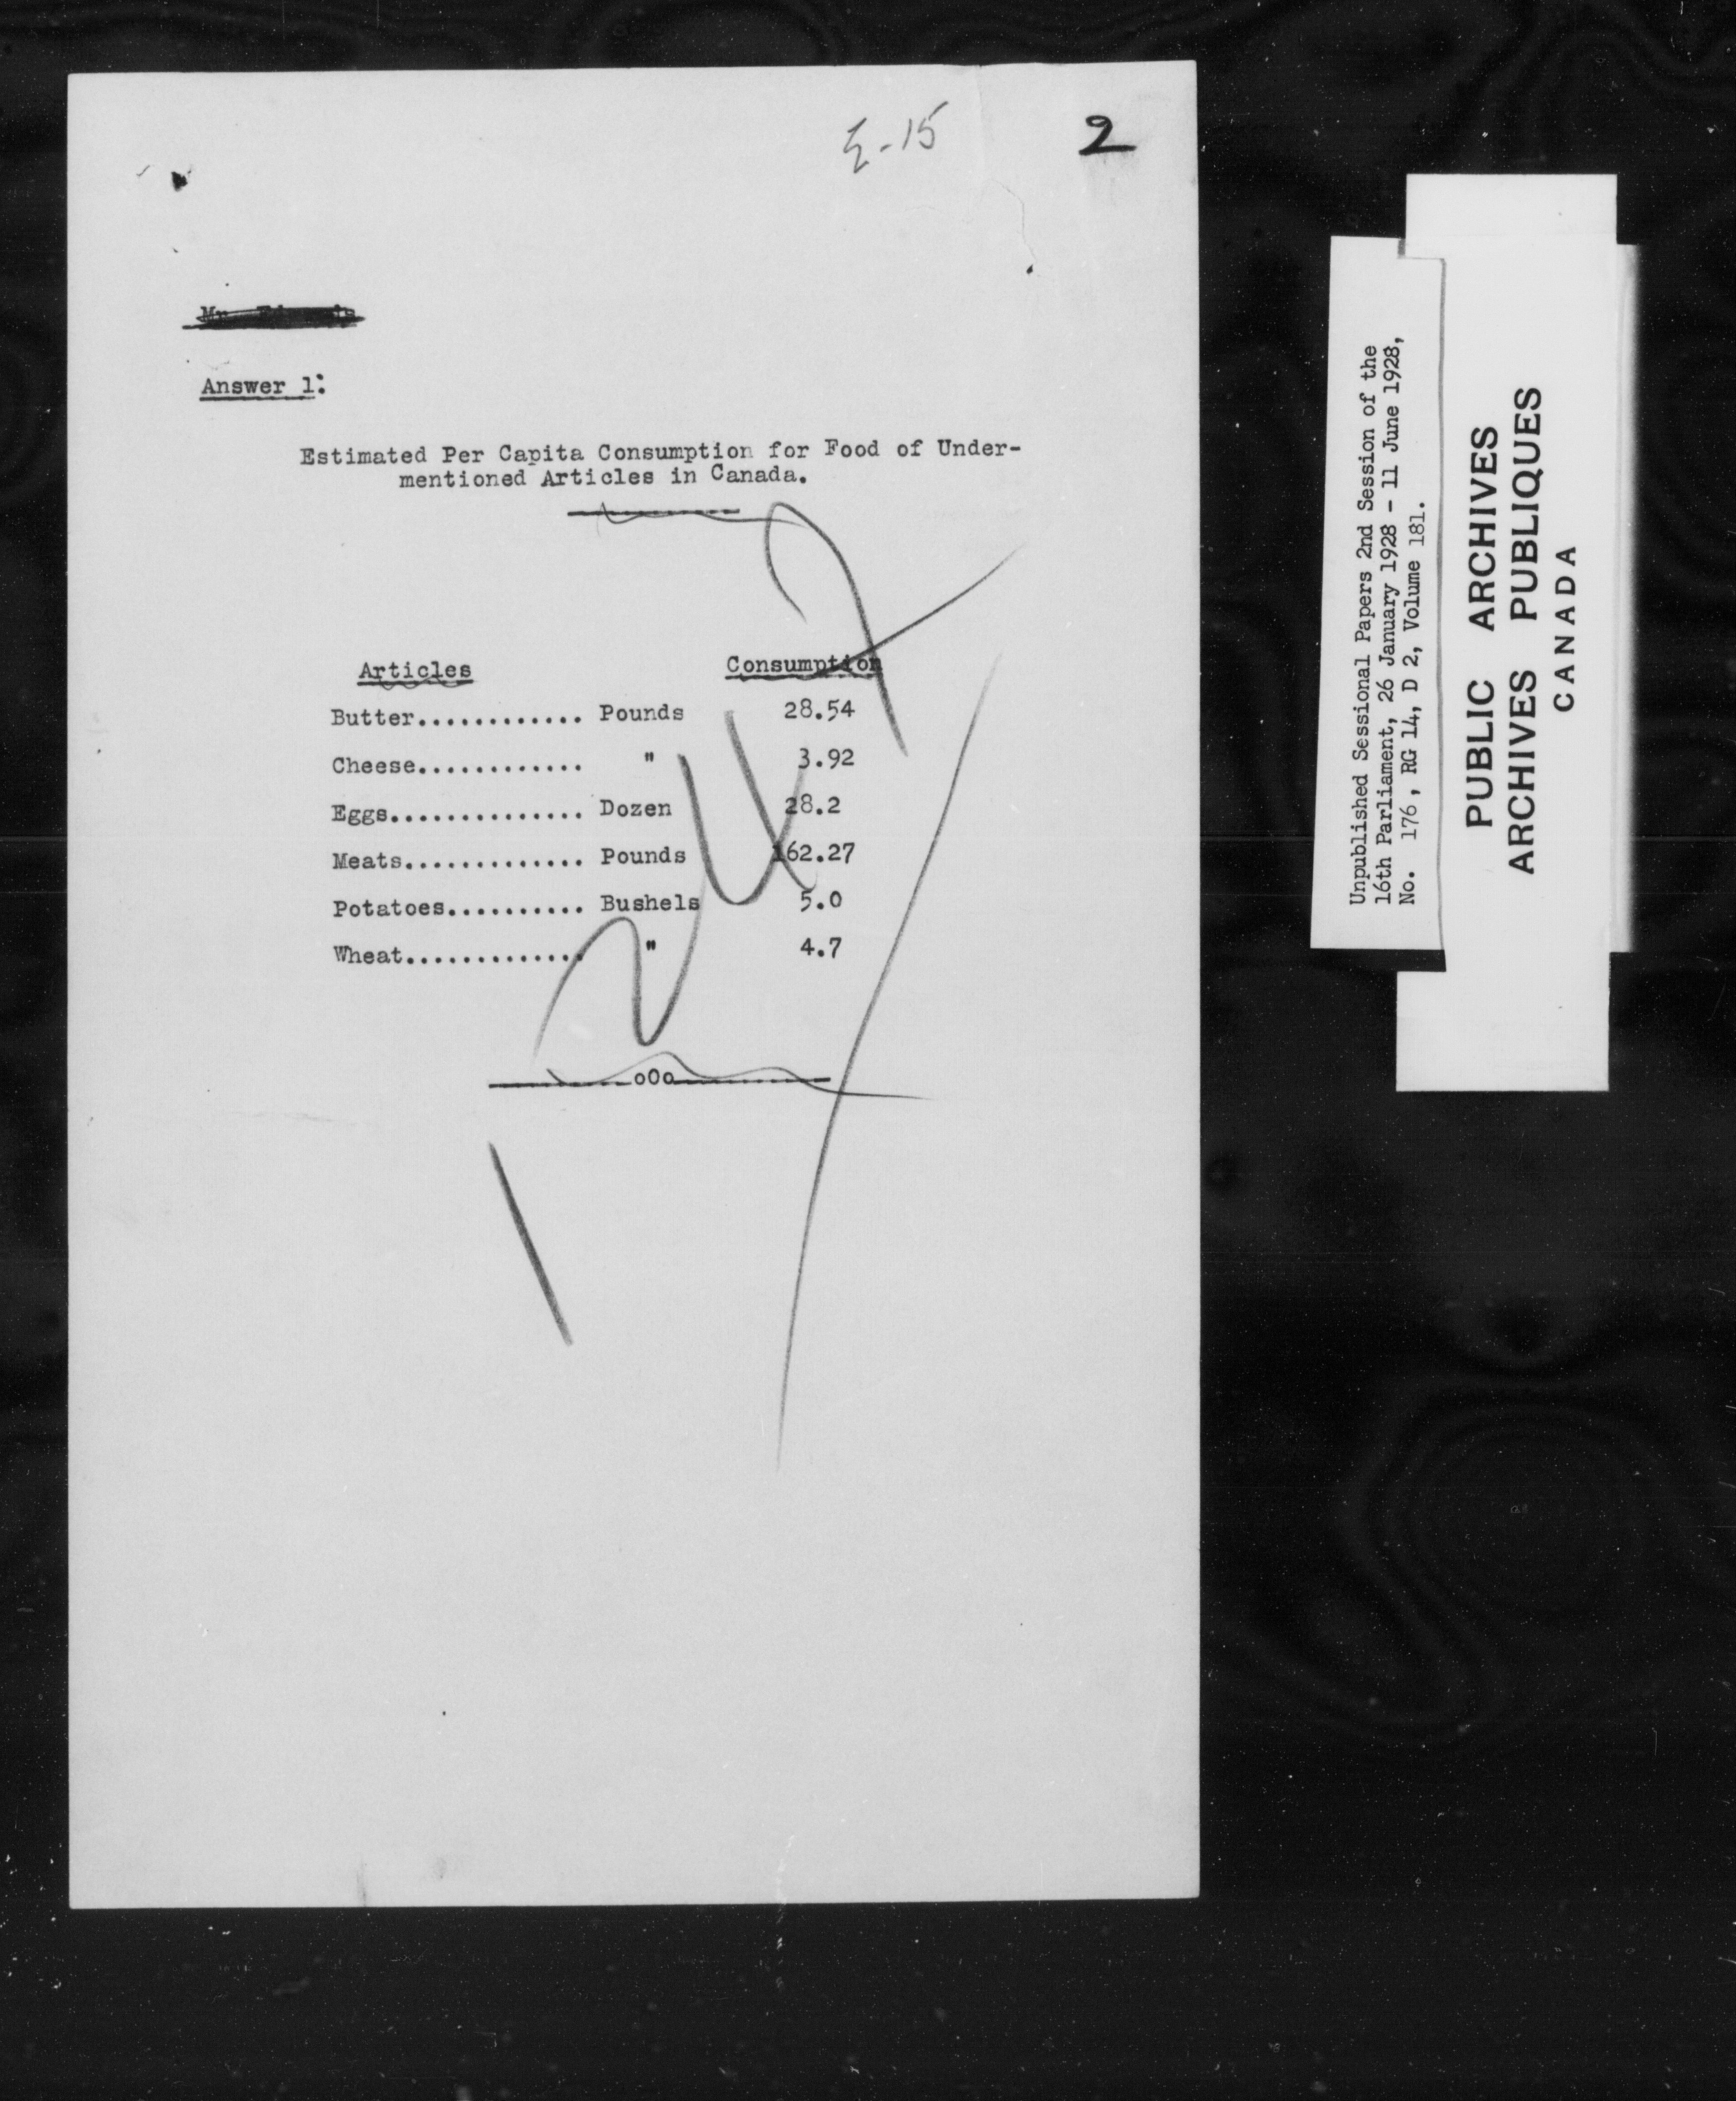 E-15
2
Answer 1:
Estimated Per Capita Consumption for Food of Under-
mentioned Articles in Canada.
Articles Consumption
Butter............ Pounds 28.54
Cheese............ " 3.92
Eggs.............. Dozen 28.2
Meats............. Pounds 162.27
Potatoes.......... Bushels 5.0
Wheat............. " 4.7
oOo
Unpublished Sessional Papers 2nd Session of the
16th Parliament, 26 January 1928 - 11 June 1928,
No. 176, RG 14, D 2, Volume 181.
PUBLIC ARCHIVES
ARCHIVES PUBLIQUES
CANADA